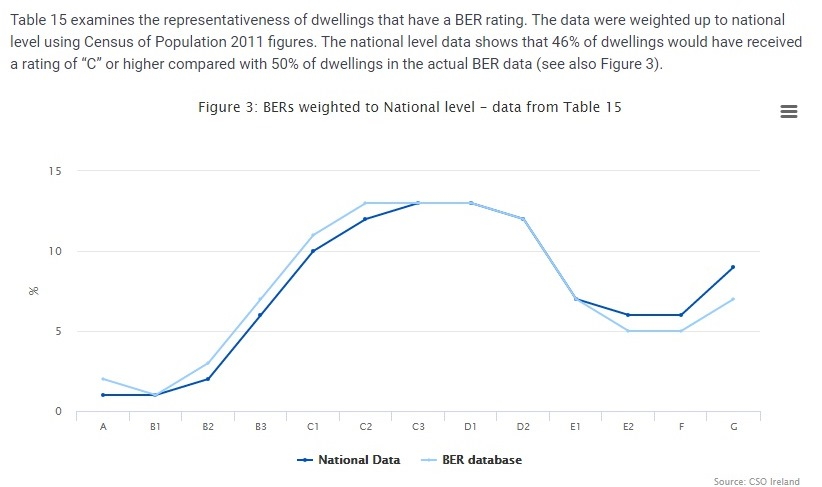 Table 15 examines the representativeness of dwellings that have a BER rating. The data were weighted up to national
level using Census of Population 2011 figures. The national level data shows that 46% of dwellings would have received
a rating of “C” or higher compared with 50% of dwellings in the actual BER data (see also Figure 3).
Figure 3: BERs weighted to National level – data from Table 15
15
10
%
5
0
A B1 B2 B3 C1 C2 C3 D1 D2 E1 E2 F G
National Data BER database
Source: CSO Ireland